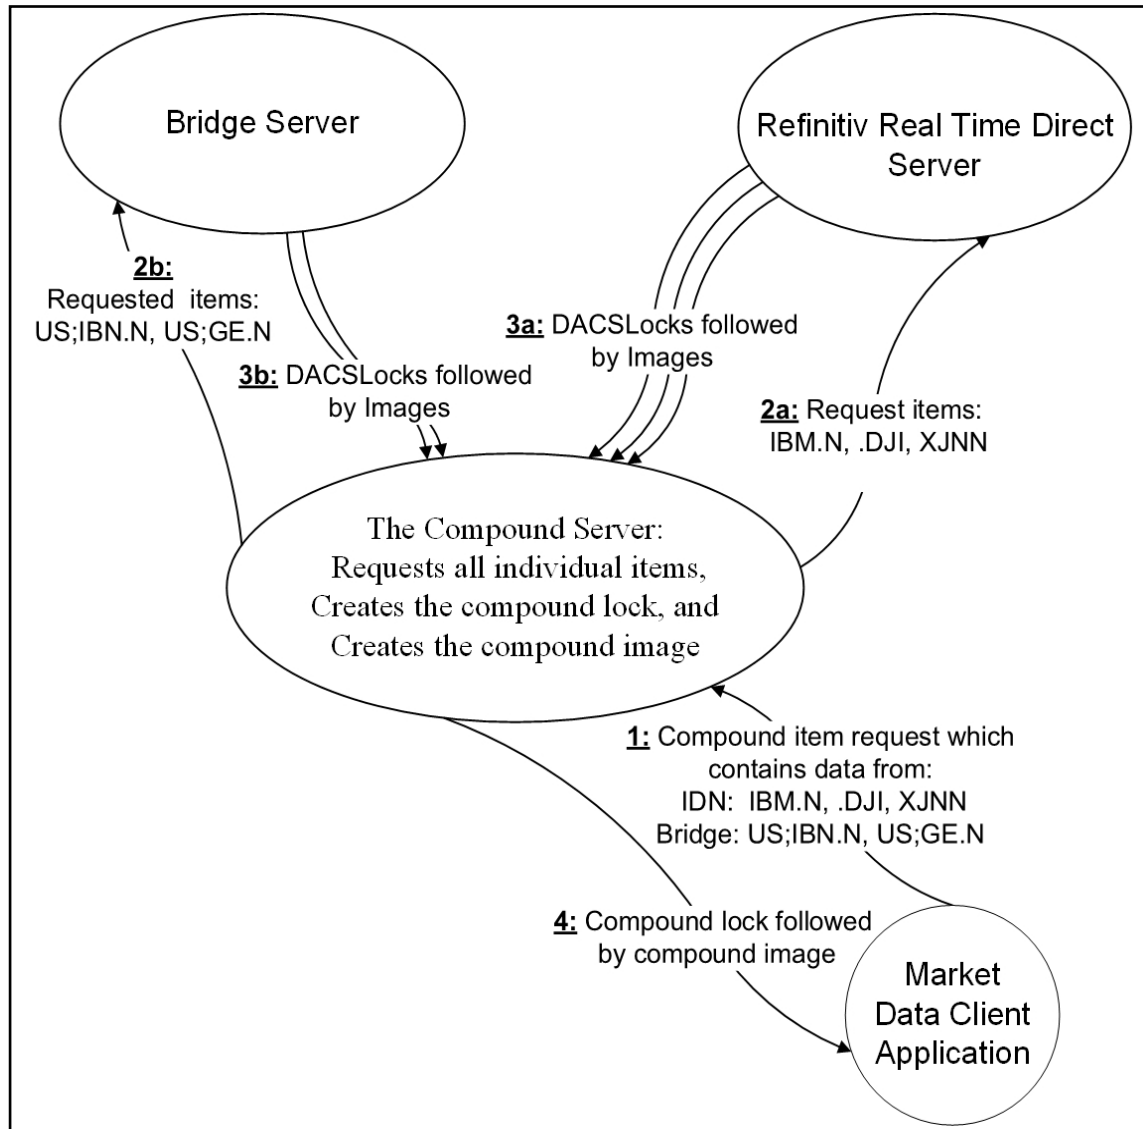 Bridge Server
Refinitiv Real Time Direct
Server
2b:
Requested items:
US;IBN.N, US;GE.N
3b: DACSLocks followed
by Images
3a: DACSLocks followed
by Images
2a: Request items:
IBM.N, .DJI, XJNN
The Compound Server:
Requests all individual items,
Creates the compound lock, and
Creates the compound image
1: Compound item request which
contains data from:
IDN: IBM.N, .DJI, XJNN
Bridge: US;IBN.N, US;GE.N
4: Compound lock followed
by compound image
Market
Data Client
Application